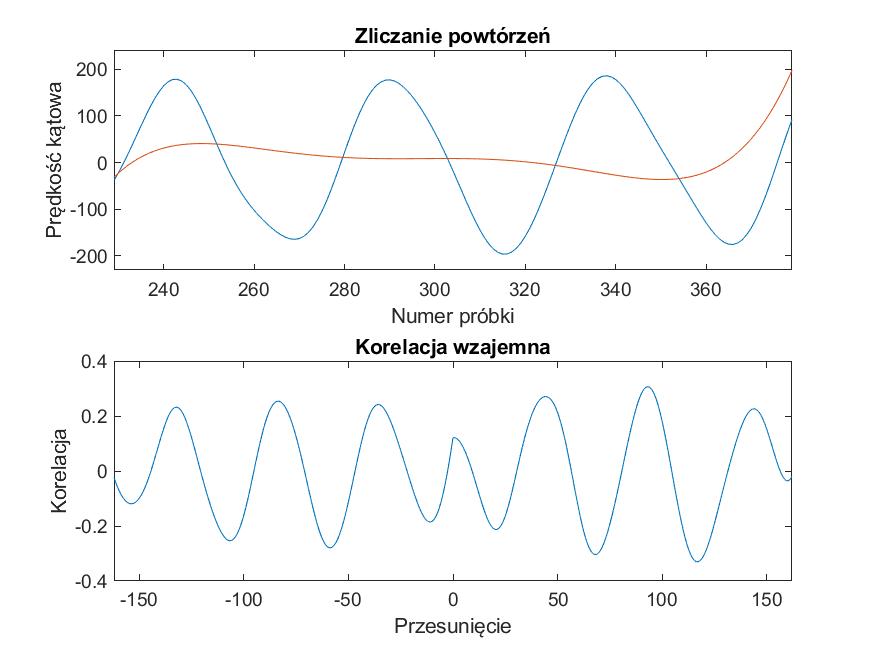 Zliczanie powtórzeń
200
100
0
-100
-200
Prędkość kątowa
240 260 280 300 320 340 360
Numer próbki
Korelacja wzajemna
0.4
0.2
0
-0.2
-0.4
Korelacja
-150 -100 -50 0 50 100 150
Przesunięcie